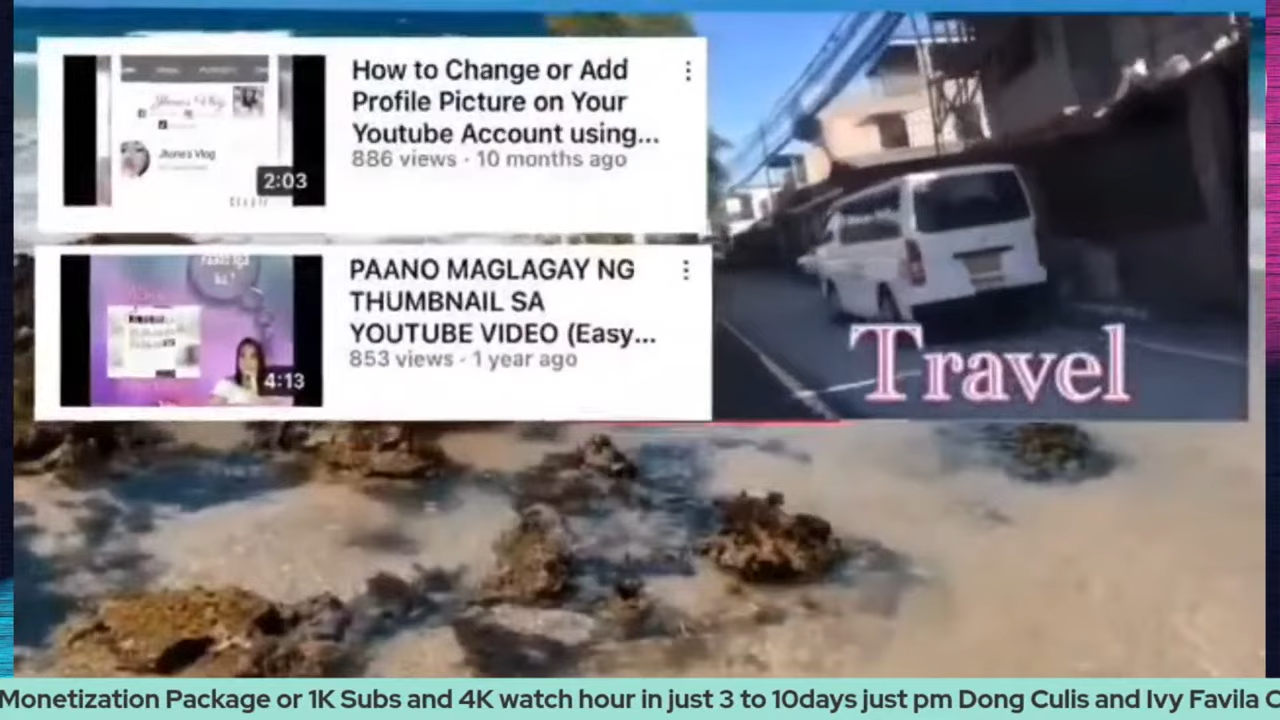 How to Change or Add
Profile Picture on Your
Youtube Account using...
886 views · 10 months ago
Jhone's Vlog
2:03
PAANO MAGLAGAY NG
THUMBNAIL SA
YOUTUBE VIDEO (Easy...
853 views · 1 year ago
4:13
Travel
Monetization Package or 1K Subs and 4K watch hour in just 3 to 10days just pm Dong Culis and Ivy Favila C